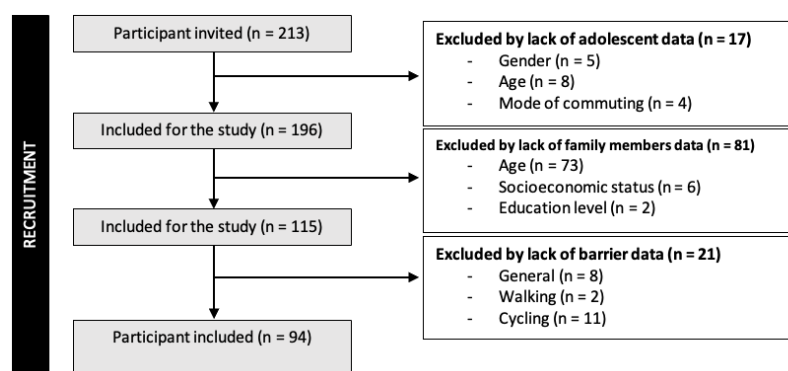 RECRUITMENT
Participant invited (n = 213)
Excluded by lack of adolescent data (n = 17)
- Gender (n = 5)
- Age (n = 8)
- Mode of commuting (n = 4)
Included for the study (n = 196)
Excluded by lack of family members data (n = 81)
- Age (n = 73)
- Socioeconomic status (n = 6)
- Education level (n = 2)
Included for the study (n = 115)
Excluded by lack of barrier data (n = 21)
- General (n = 8)
- Walking (n = 2)
- Cycling (n = 11)
Participant included (n = 94)